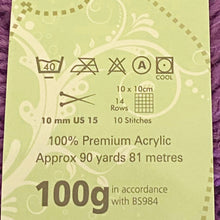 40 A COOL
10 x 10cm
14
Rows
10 mm US 15 10 Stitches
100% Premium Acrylic
Approx 90 yards 81 metres
100g in accordance
with BS984